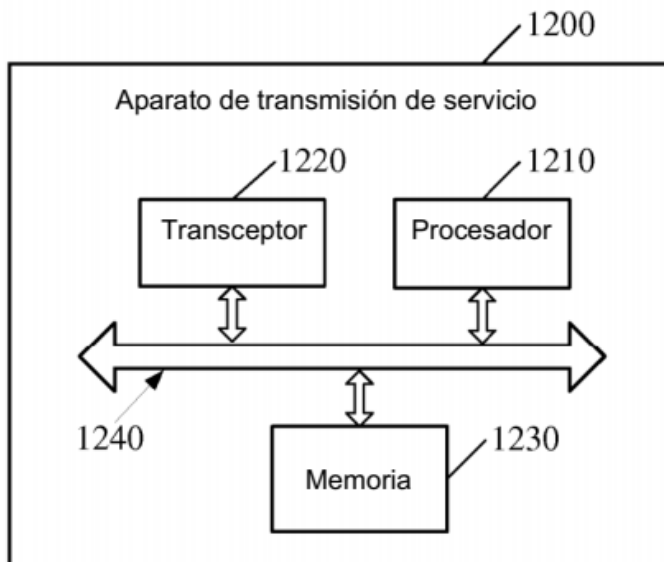 1200
Aparato de transmisión de servicio
1220
1210
Transceptor
Procesador
1240
1230
Memoria